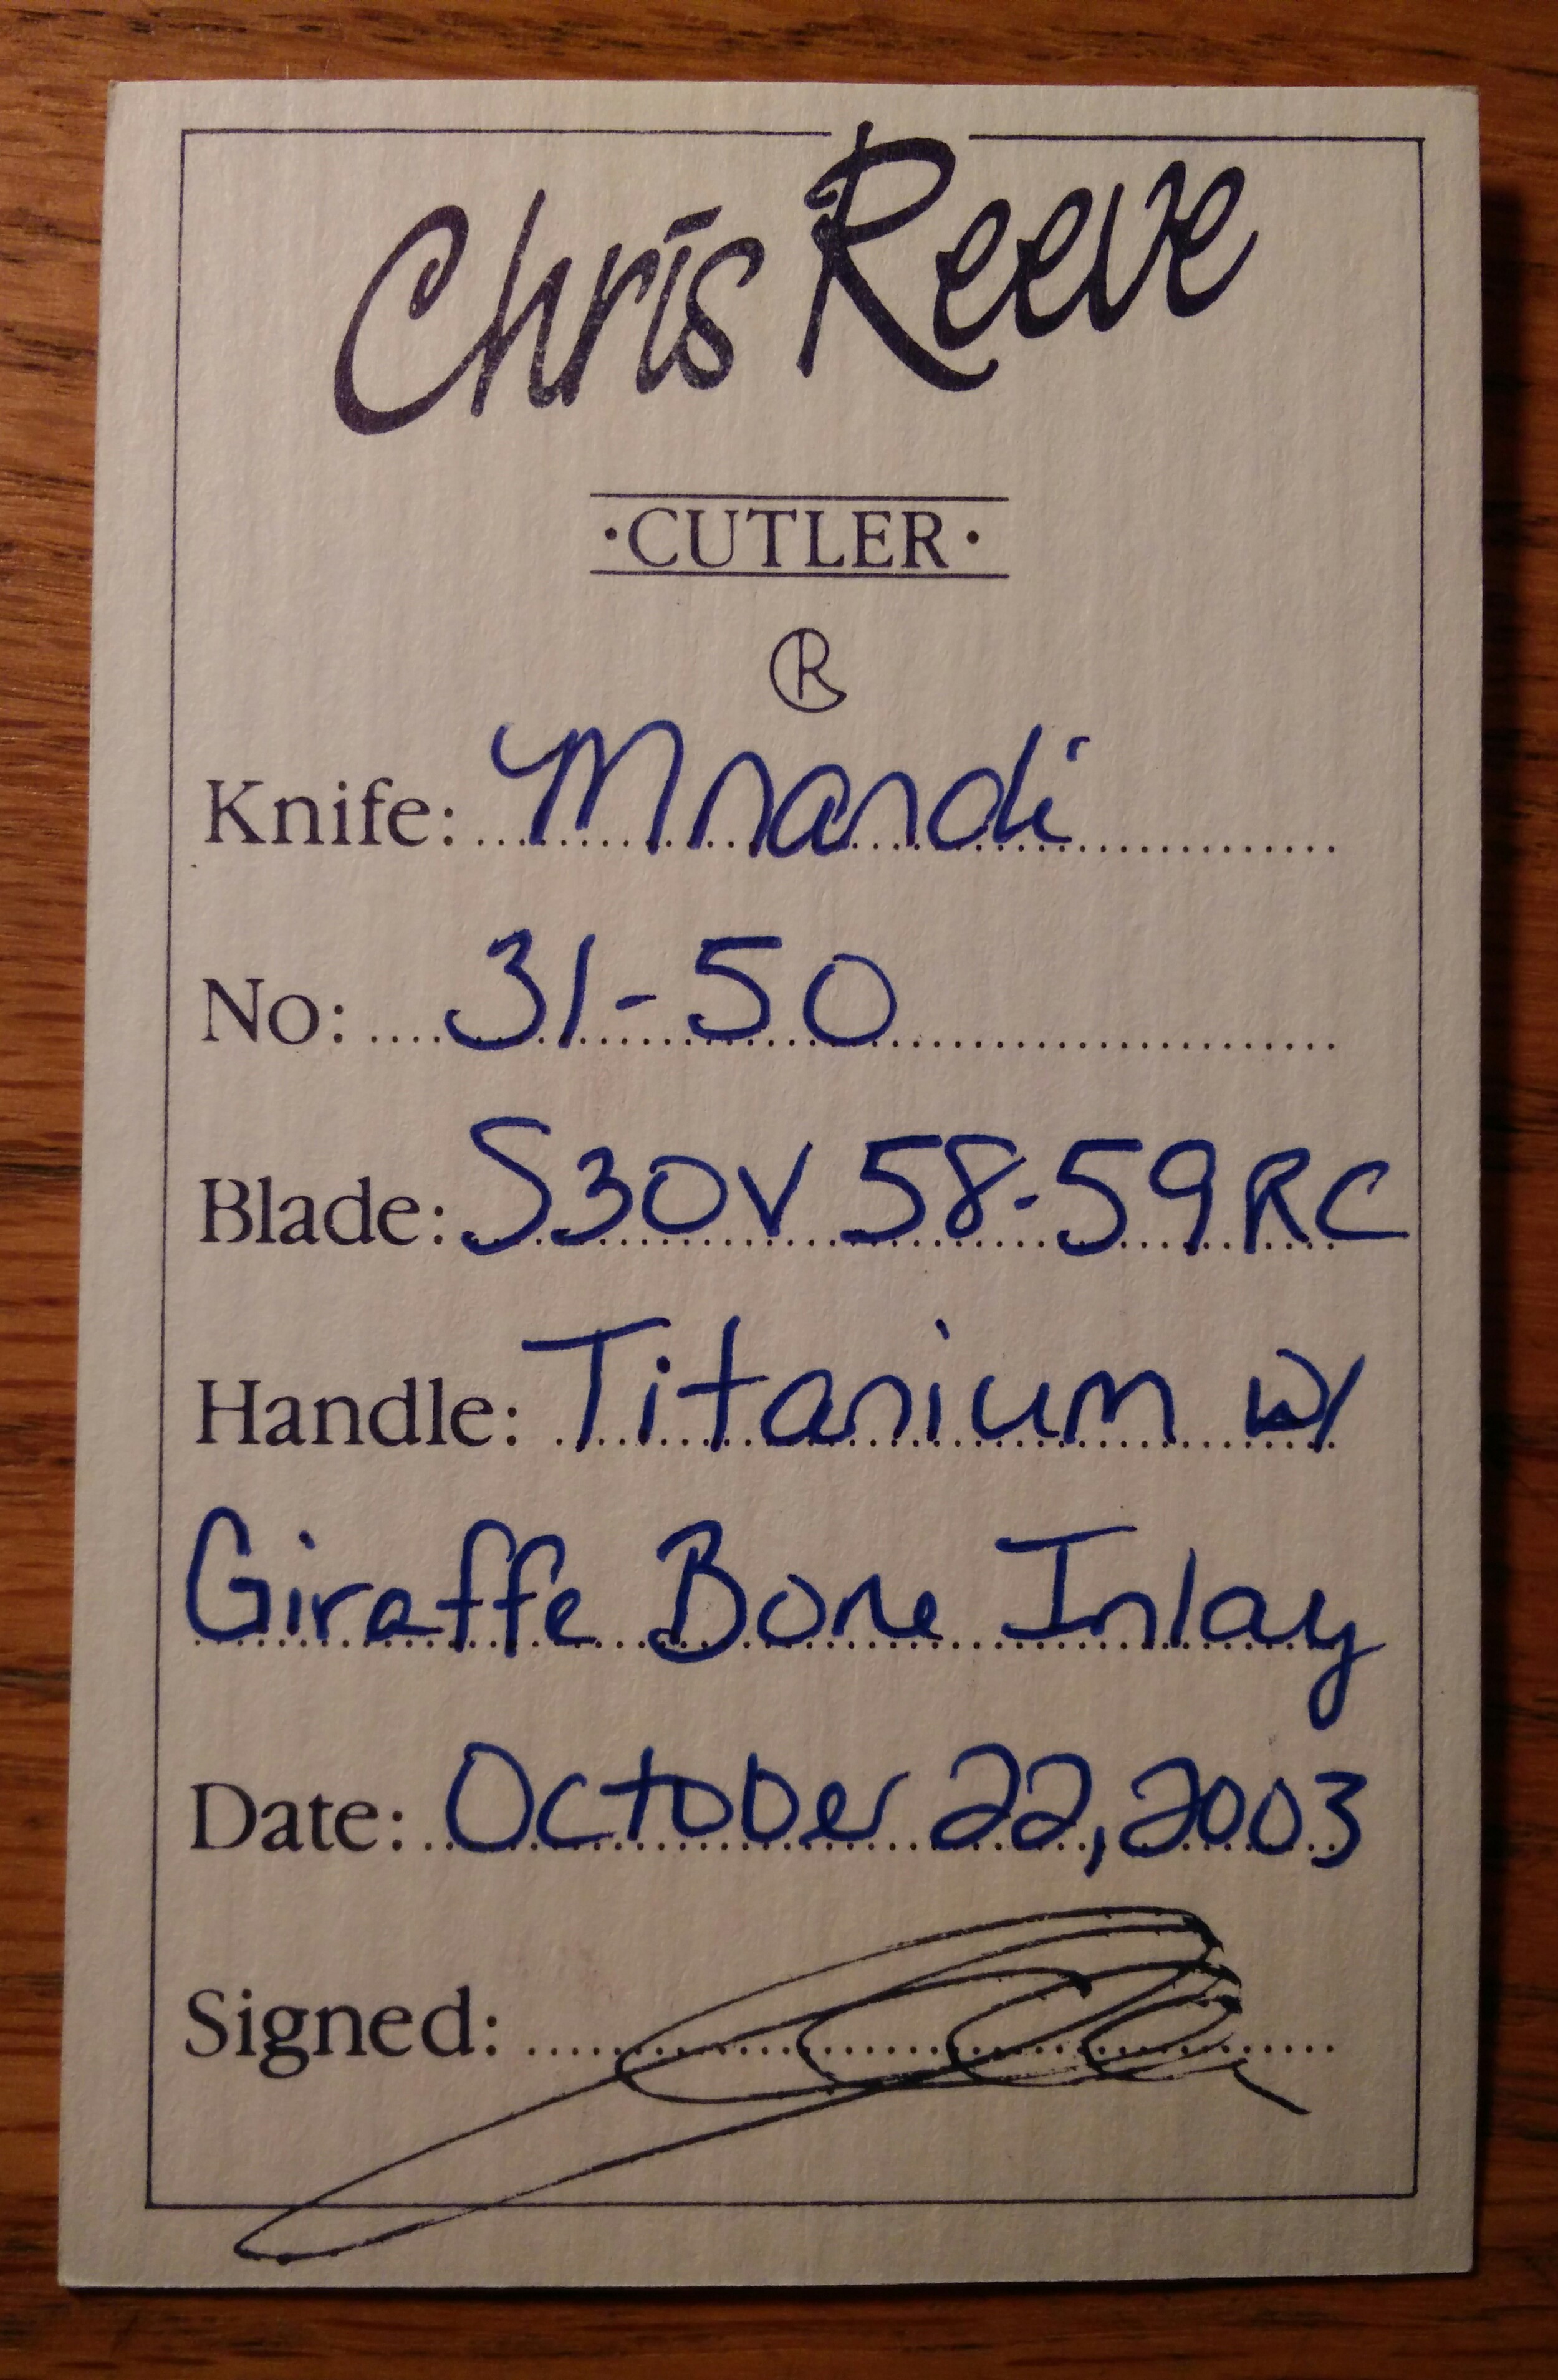 Chris Reeve
·CUTLER·
CR
Knife: Mnandi
No: 31-50
Blade: S30V 58-59RC
Handle: Titanium w/
Giraffe Bone Inlay
Date: October 22, 2003
Signed: